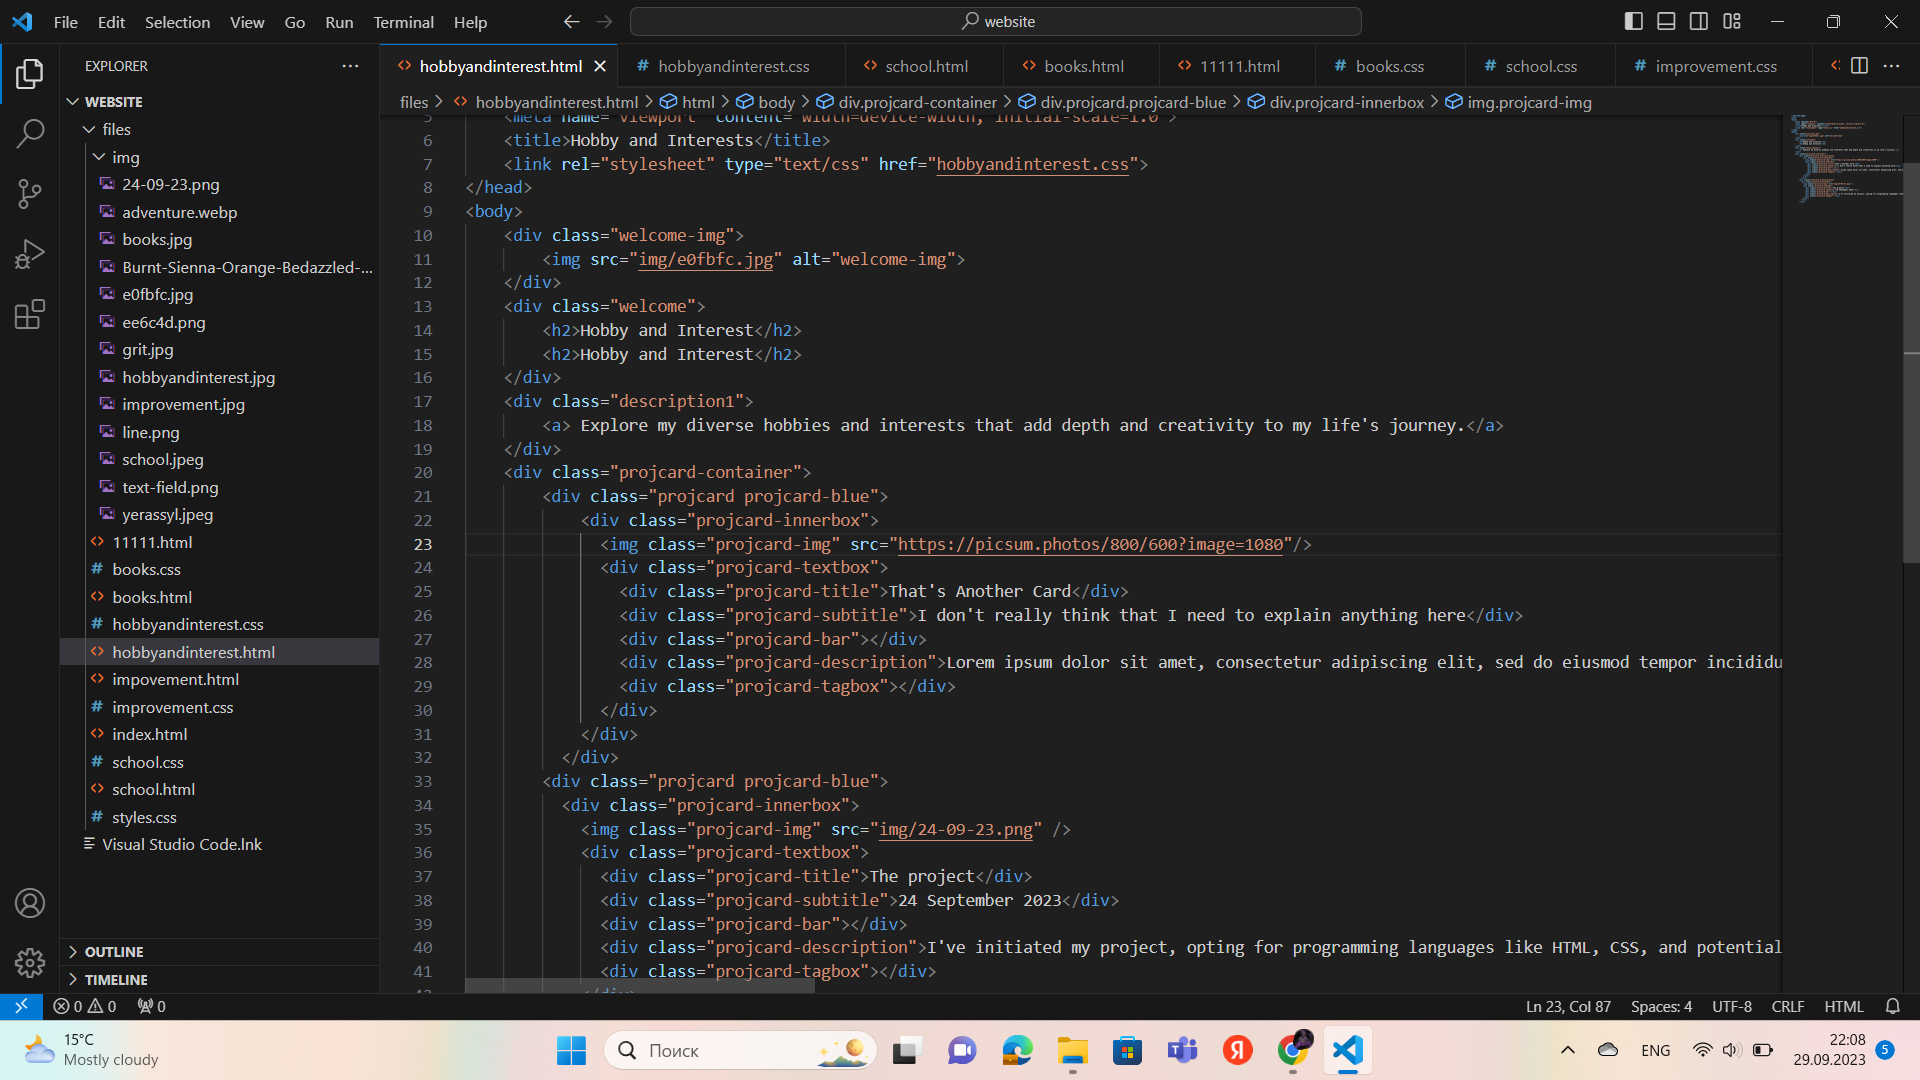 File Edit Selection View Go Run Terminal Help
website
EXPLORER
hobbyandinterest.html
hobbyandinterest.css
school.html
books.html
11111.html
books.css
school.css
improvement.css
files > hobbyandinterest.html > html > body > div.projcard-container > div.projcard.projcard-blue > div.projcard-innerbox > img.projcard-img
WEBSITE
files
img
24-09-23.png
adventure.webp
books.jpg
Burnt-Sienna-Orange-Bedazzled-...
e0fbfc.jpg
ee6c4d.png
grit.jpg
hobbyandinterest.jpg
improvement.jpg
line.png
school.jpeg
text-field.png
yerassyl.jpeg
11111.html
books.css
books.html
hobbyandinterest.css
hobbyandinterest.html
impovement.html
improvement.css
index.html
school.css
school.html
styles.css
Visual Studio Code.lnk
OUTLINE
TIMELINE
5 <meta name="viewport" content="width=device-width, initial-scale=1.0">
6 <title>Hobby and Interests</title>
7 <link rel="stylesheet" type="text/css" href="hobbyandinterest.css">
8 </head>
9 <body>
10 <div class="welcome-img">
11 <img src="img/e0fbfc.jpg" alt="welcome-img">
12 </div>
13 <div class="welcome">
14 <h2>Hobby and Interest</h2>
15 <h2>Hobby and Interest</h2>
16 </div>
17 <div class="description1">
18 <a> Explore my diverse hobbies and interests that add depth and creativity to my life's journey.</a>
19 </div>
20 <div class="projcard-container">
21 <div class="projcard projcard-blue">
22 <div class="projcard-innerbox">
23 <img class="projcard-img" src="https://picsum.photos/800/600?image=1080"/>
24 <div class="projcard-textbox">
25 <div class="projcard-title">That's Another Card</div>
26 <div class="projcard-subtitle">I don't really think that I need to explain anything here</div>
27 <div class="projcard-bar"></div>
28 <div class="projcard-description">Lorem ipsum dolor sit amet, consectetur adipiscing elit, sed do eiusmod tempor incididu
29 <div class="projcard-tagbox"></div>
30 </div>
31 </div>
32 </div>
33 <div class="projcard projcard-blue">
34 <div class="projcard-innerbox">
35 <img class="projcard-img" src="img/24-09-23.png" />
36 <div class="projcard-textbox">
37 <div class="projcard-title">The project</div>
38 <div class="projcard-subtitle">24 September 2023</div>
39 <div class="projcard-bar"></div>
40 <div class="projcard-description">I've initiated my project, opting for programming languages like HTML, CSS, and potential
41 <div class="projcard-tagbox"></div>
42 </div>
0 0 0
Ln 23, Col 87 Spaces: 4 UTF-8 CRLF HTML
15°C
Mostly cloudy
Поиск
Я
ENG
22:08
29.09.2023
5